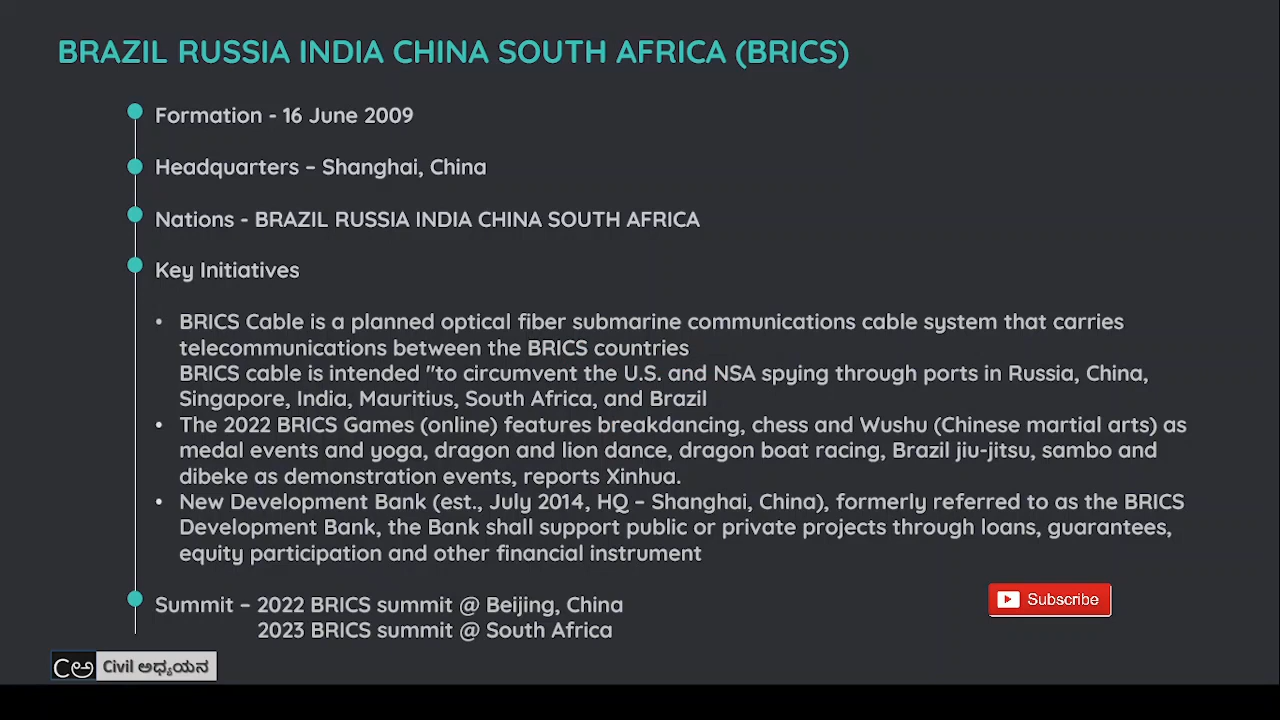 BRAZIL RUSSIA INDIA CHINA SOUTH AFRICA (BRICS)
Formation - 16 June 2009
Headquarters – Shanghai, China
Nations - BRAZIL RUSSIA INDIA CHINA SOUTH AFRICA
Key Initiatives
• BRICS Cable is a planned optical fiber submarine communications cable system that carries
telecommunications between the BRICS countries
BRICS cable is intended "to circumvent the U.S. and NSA spying through ports in Russia, China,
Singapore, India, Mauritius, South Africa, and Brazil
• The 2022 BRICS Games (online) features breakdancing, chess and Wushu (Chinese martial arts) as
medal events and yoga, dragon and lion dance, dragon boat racing, Brazil jiu-jitsu, sambo and
dibeke as demonstration events, reports Xinhua.
• New Development Bank (est., July 2014, HQ – Shanghai, China), formerly referred to as the BRICS
Development Bank, the Bank shall support public or private projects through loans, guarantees,
equity participation and other financial instrument
Summit – 2022 BRICS summit @ Beijing, China
2023 BRICS summit @ South Africa
Subscribe
Cಅ Civil ಅಧ್ಯಯನ